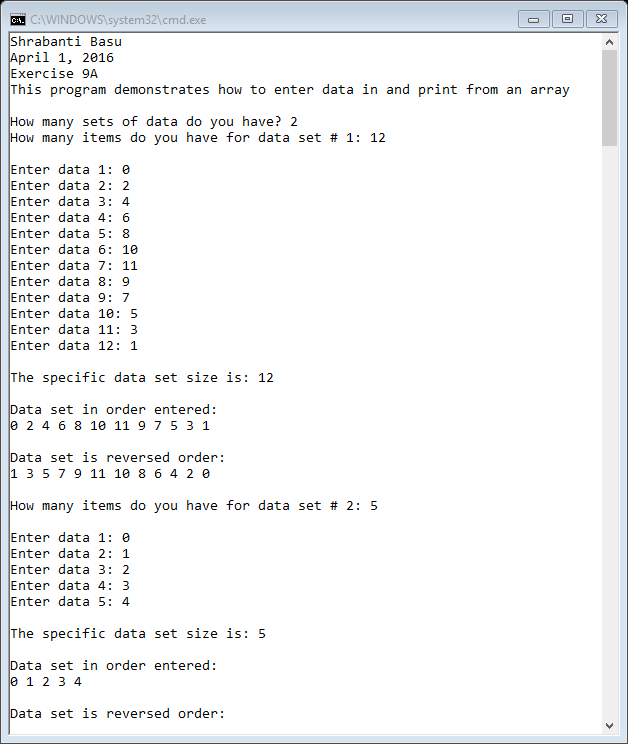 C:\WINDOWS\system32\cmd.exe
Shrabanti Basu
April 1, 2016
Exercise 9A
This program demonstrates how to enter data in and print from an array
How many sets of data do you have? 2
How many items do you have for data set # 1: 12
Enter data 1: 0
Enter data 2: 2
Enter data 3: 4
Enter data 4: 6
Enter data 5: 8
Enter data 6: 10
Enter data 7: 11
Enter data 8: 9
Enter data 9: 7
Enter data 10: 5
Enter data 11: 3
Enter data 12: 1
The specific data set size is: 12
Data set in order entered:
0 2 4 6 8 10 11 9 7 5 3 1
Data set is reversed order:
1 3 5 7 9 11 10 8 6 4 2 0
How many items do you have for data set # 2: 5
Enter data 1: 0
Enter data 2: 1
Enter data 3: 2
Enter data 4: 3
Enter data 5: 4
The specific data set size is: 5
Data set in order entered:
0 1 2 3 4
Data set is reversed order: